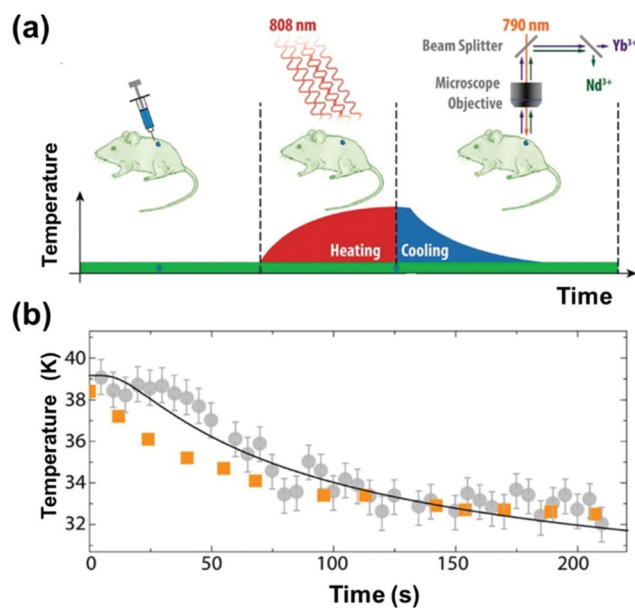 (a)
808 nm
790 nm
Beam Splitter
Yb³⁺
Microscope
Objective
Nd³⁺
Temperature
Heating
Cooling
Time
(b)
Temperature (K)
40
38
36
34
32
0
50
100
150
200
Time (s)